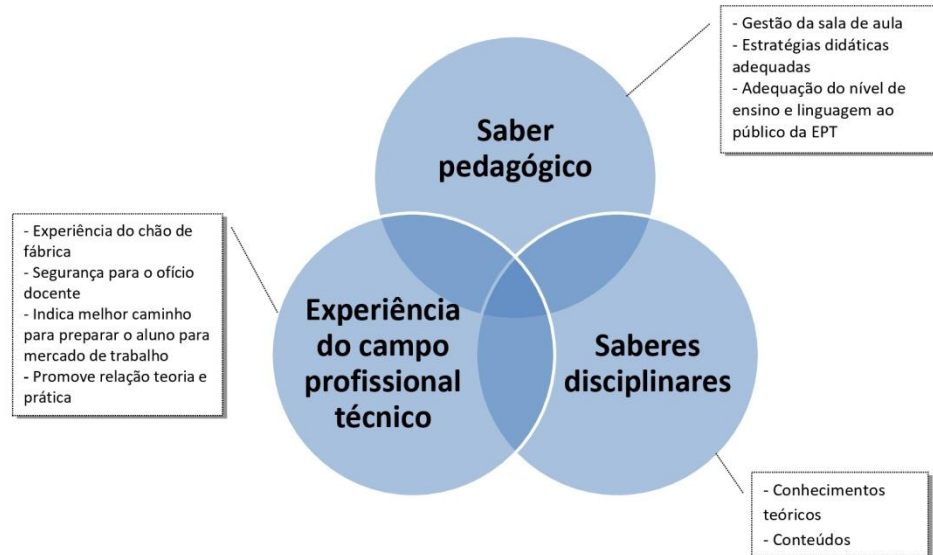 - Gestão da sala de aula
- Estratégias didáticas
adequadas
- Adequação do nível de
ensino e linguagem ao
público da EPT
Saber
pedagógico
- Experiência do chão de
fábrica
- Segurança para o ofício
docente
- Indica melhor caminho
para preparar o aluno para
mercado de trabalho
- Promove relação teoria e
prática
Experiência
do campo
profissional
técnico
Saberes
disciplinares
- Conhecimentos
teóricos
- Conteúdos